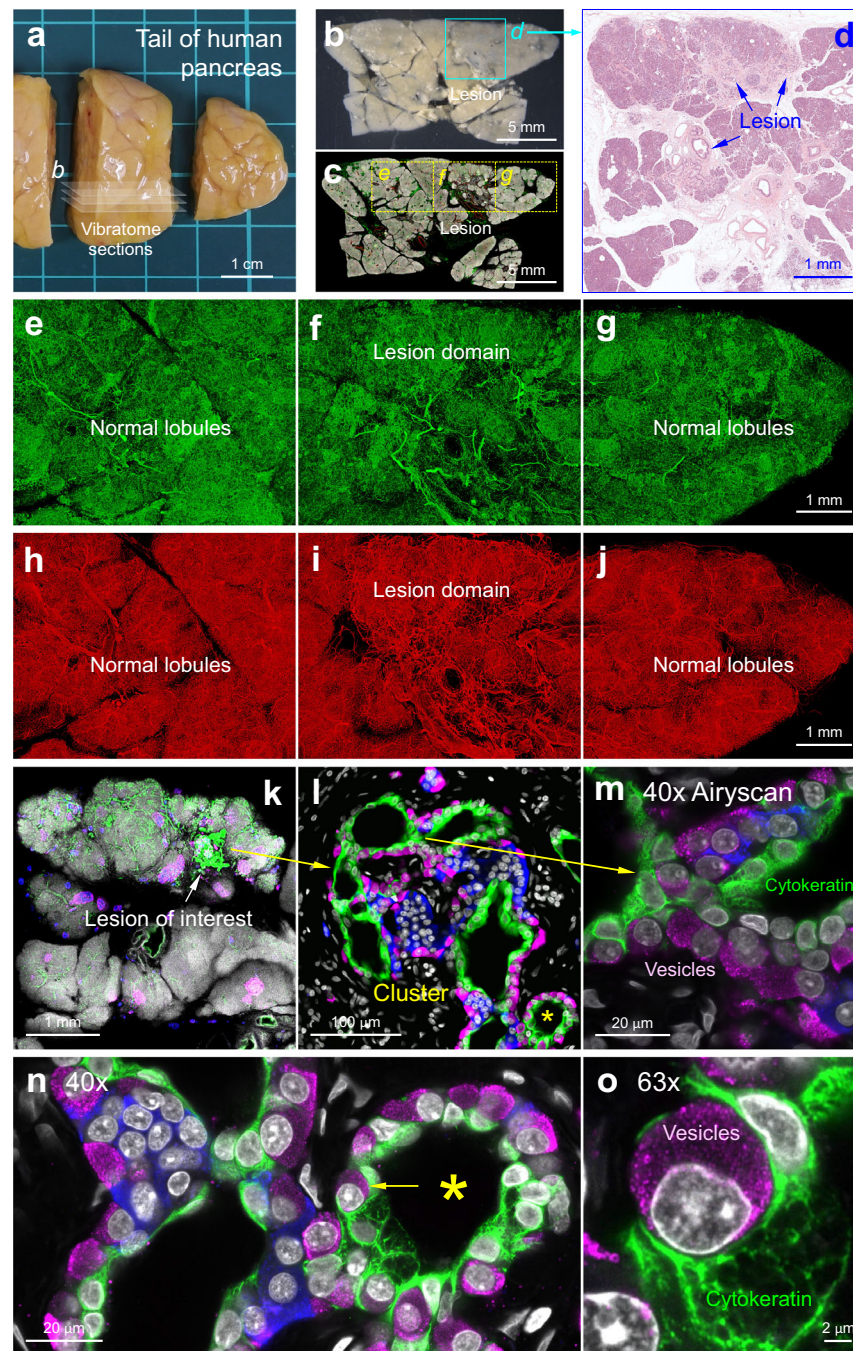 a
Tail of human
pancreas
b
Vibratome
sections
1 cm
b
d
Lesion
5 mm
c
e
f
g
Lesion
5 mm
d
Lesion
1 mm
e
Normal lobules
f
Lesion domain
g
Normal lobules
1 mm
h
Normal lobules
i
Lesion domain
j
Normal lobules
1 mm
k
Lesion of interest
1 mm
l
Cluster
*
100 µm
m
40x Airyscan
Cytokeratin
Vesicles
20 µm
n
40x
*
20 µm
o
63x
Vesicles
Cytokeratin
2 µm